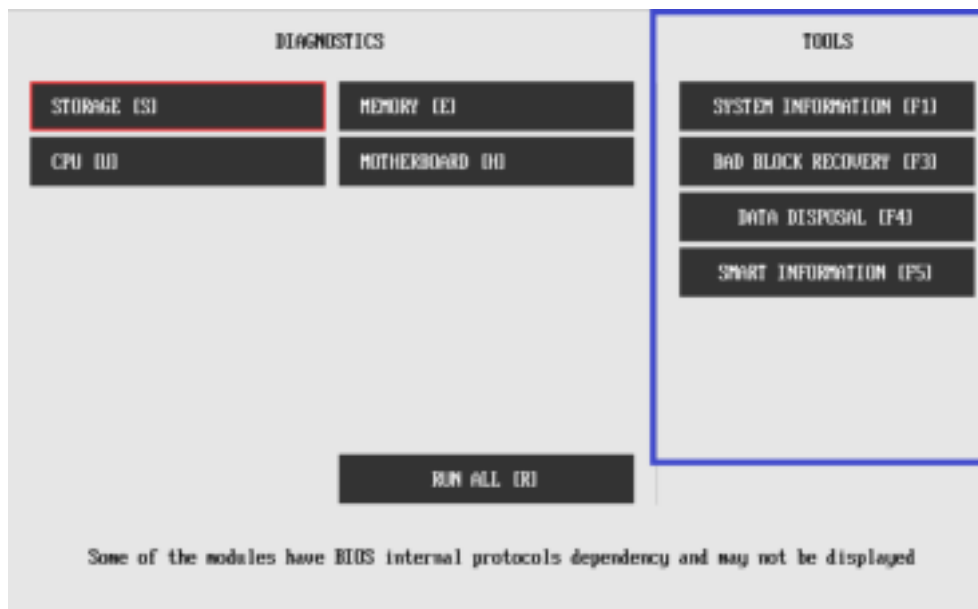 DIAGNOSTICS
STORAGE [S]
MEMORY [E]
CPU [U]
MOTHERBOARD [H]
RUN ALL [R]
TOOLS
SYSTEM INFORMATION [F1]
BAD BLOCK RECOVERY [F3]
DATA DISPOSAL [F4]
SMART INFORMATION [F5]
Some of the modules have BIOS internal protocols dependency and may not be displayed